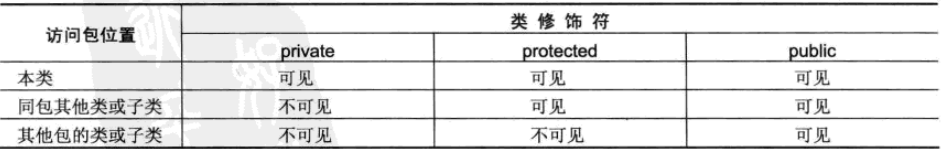 访问包位置 类 修 饰 符
private protected public
本类 可见 可见 可见
同包其他类或子类 不可见 可见 可见
其他包的类或子类 不可见 不可见 可见